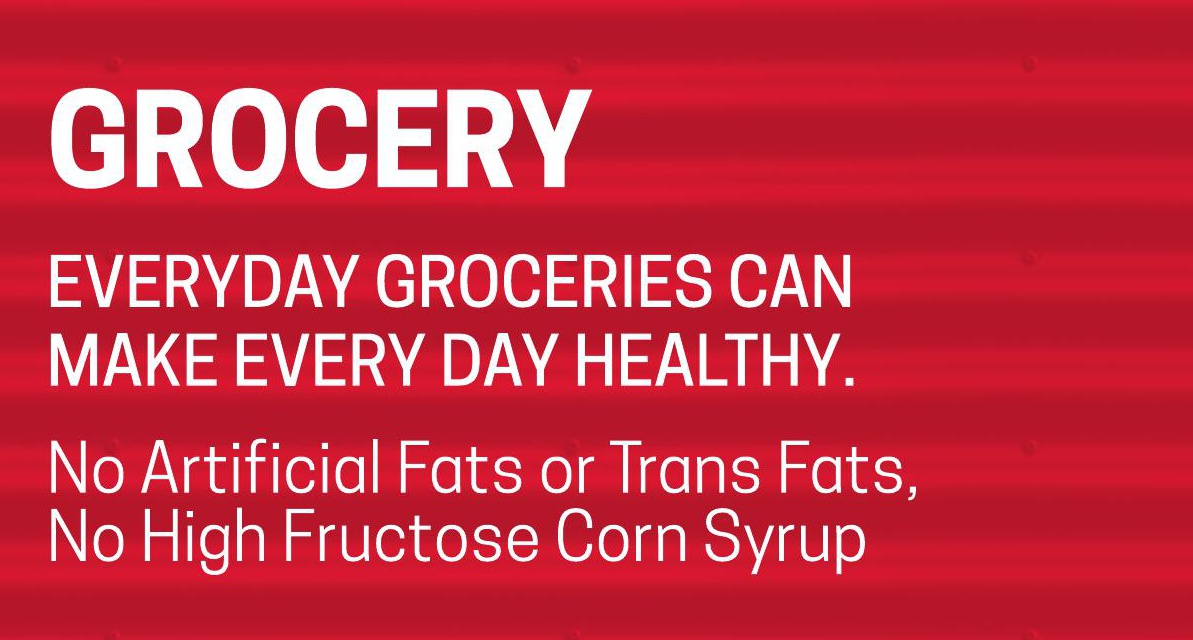 GROCERY
EVERYDAY GROCERIES CAN
MAKE EVERY DAY HEALTHY.
No Artificial Fats or Trans Fats,
No High Fructose Corn Syrup